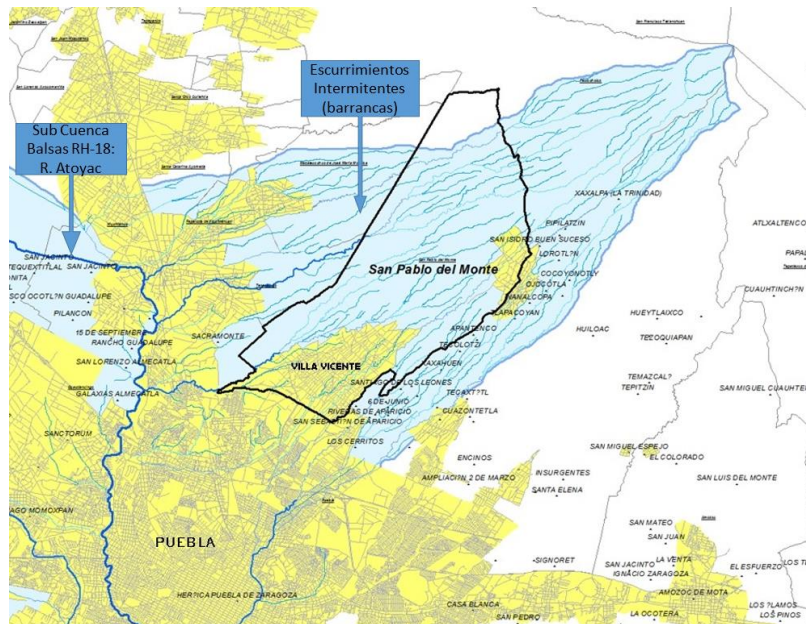 Escurrimientos
Intermitentes
(barrancas)
Sub Cuenca
Balsas RH-18:
R. Atoyac
XAXALPA (LA TRINIDAD)
ATLXALTENCO
PIPILATZIN
SAN ISIDRO BUEN SUCESO
LOROTL?N
San Pablo del Monte
COCOYONOTLY
CUAUHTINCH?N
OJOCOTLA
NANALCOPA
TLAPACOYAN
HUEYTLAIXCO
HUILOAC
TEZOQUIPAN
SAN JACINTO
SAN JACINTO
TEQUEXTITLAL
SCO OCOTL?N GUADALUPE
PILANCON
15 DE SEPTIEMBRE
RANCHO GUADALUPE
SACRAMONTE
SAN LORENZO ALMECATLA
APANTENCO
TECOLOTZI
XAXAHUEN
VILLA VICENTE
TEMAZCAL?
TEPITZIN
SAN MIGUEL CUAUHTEN
GALAXIAS ALMECATLA
SANTIAGO DE LOS LEONES
TECAXT??TL
6 DE JUNIO
RIVERAS DE APARICIO
CUAZONTETLA
SAN SEBASTI?N DE APARICIO
SANCTORUM
LOS CERRITOS
SAN MIGUEL ESPEJO
EL COLORADO
ENCINOS
INSURGENTES
AMPLIACI?N 2 DE MARZO
SAN LUIS DEL MONTE
SANTA ELENA
AGO MOMOXPAN
PUEBLA
SAN MATEO
SAN JUAN
SIGNORET
LA VENTA
SAN JACINTO
IGNACIO ZARAGOZA
EL ESFUERZO
AMOZOC DE MOTA
HER?ICA PUEBLA DE ZARAGOZA
CASA BLANCA
SAN PEDRO
LA OCOTERA
LOS ?LAMOS
LOS PINOS